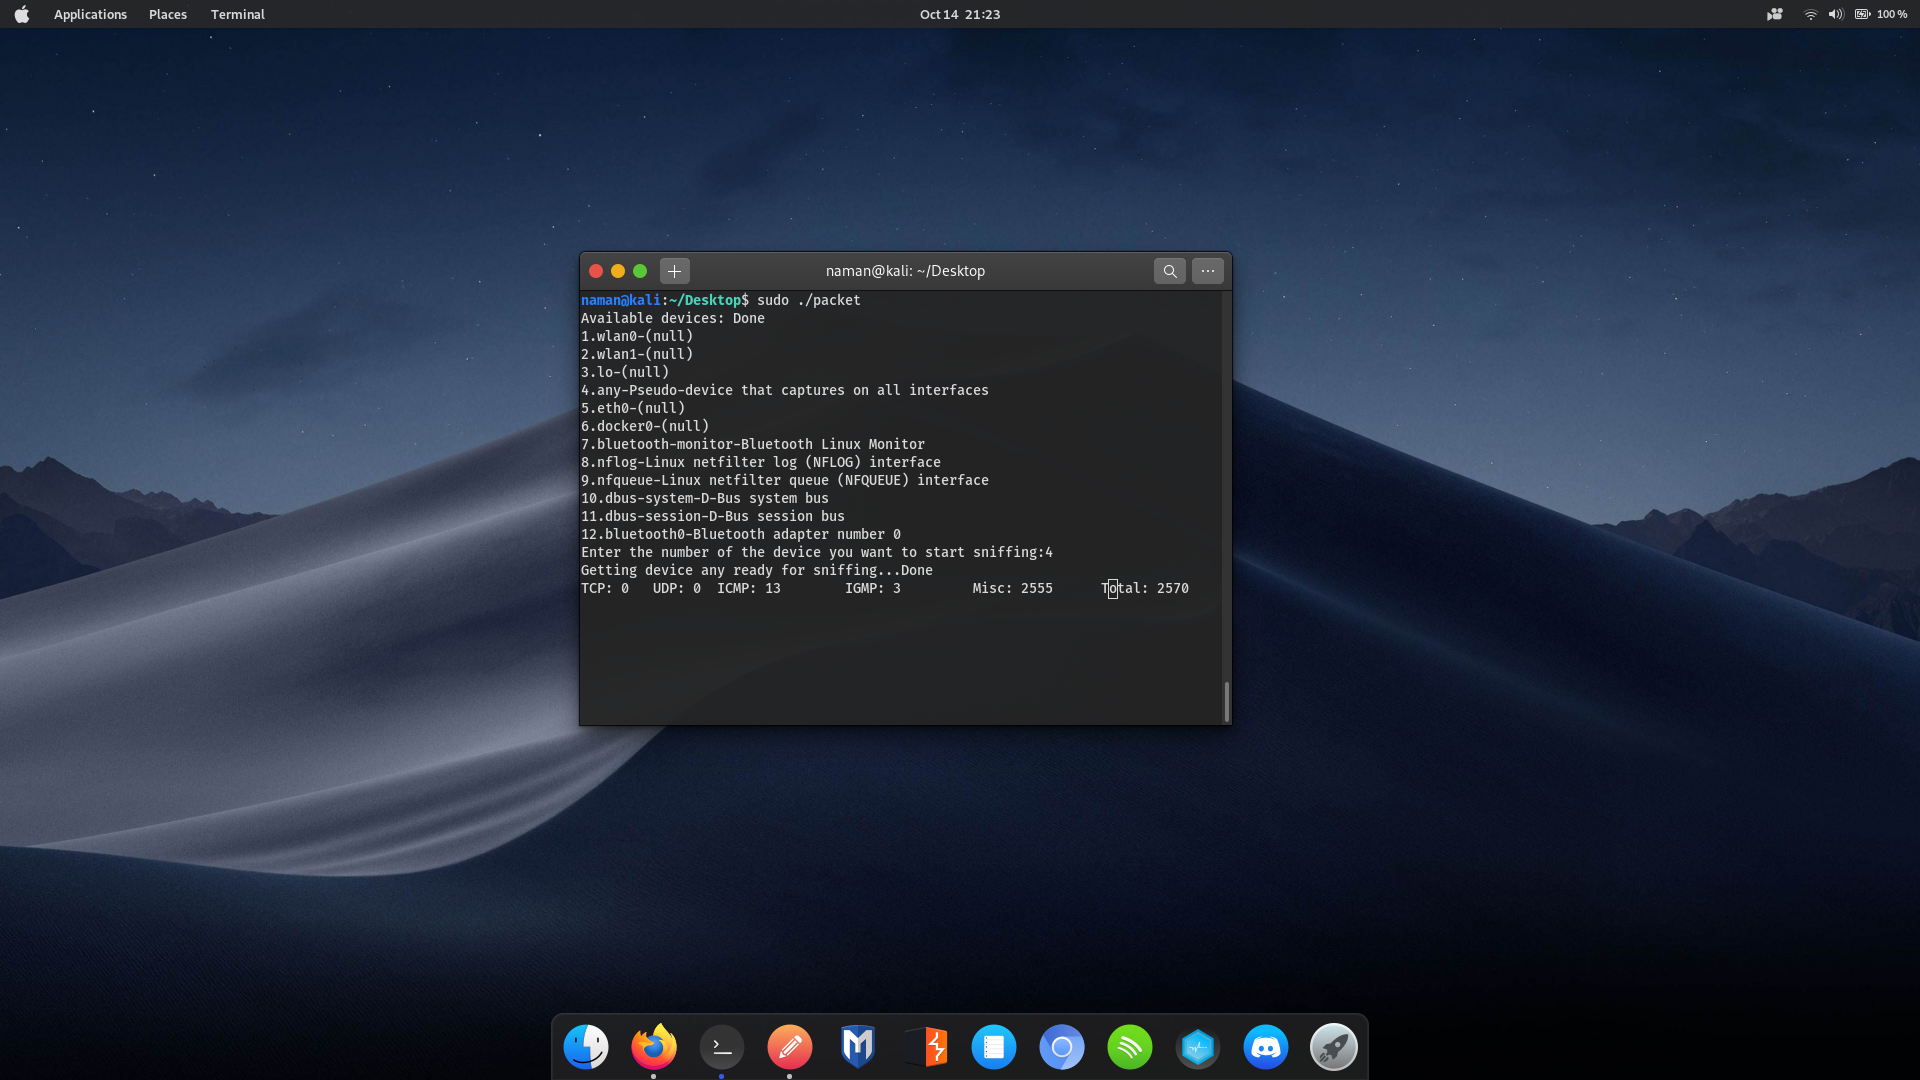 Applications Places Terminal Oct 14 21:23 100 %
naman@kali: ~/Desktop
naman@kali:~/Desktop$ sudo ./packet
Available devices: Done
1.wlan0-(null)
2.wlan1-(null)
3.lo-(null)
4.any-Pseudo-device that captures on all interfaces
5.eth0-(null)
6.docker0-(null)
7.bluetooth-monitor-Bluetooth Linux Monitor
8.nflog-Linux netfilter log (NFLOG) interface
9.nfqueue-Linux netfilter queue (NFQUEUE) interface
10.dbus-system-D-Bus system bus
11.dbus-session-D-Bus session bus
12.bluetooth0-Bluetooth adapter number 0
Enter the number of the device you want to start sniffing:4
Getting device any ready for sniffing...Done
TCP: 0 UDP: 0 ICMP: 13 IGMP: 3 Misc: 2555 Total: 2570